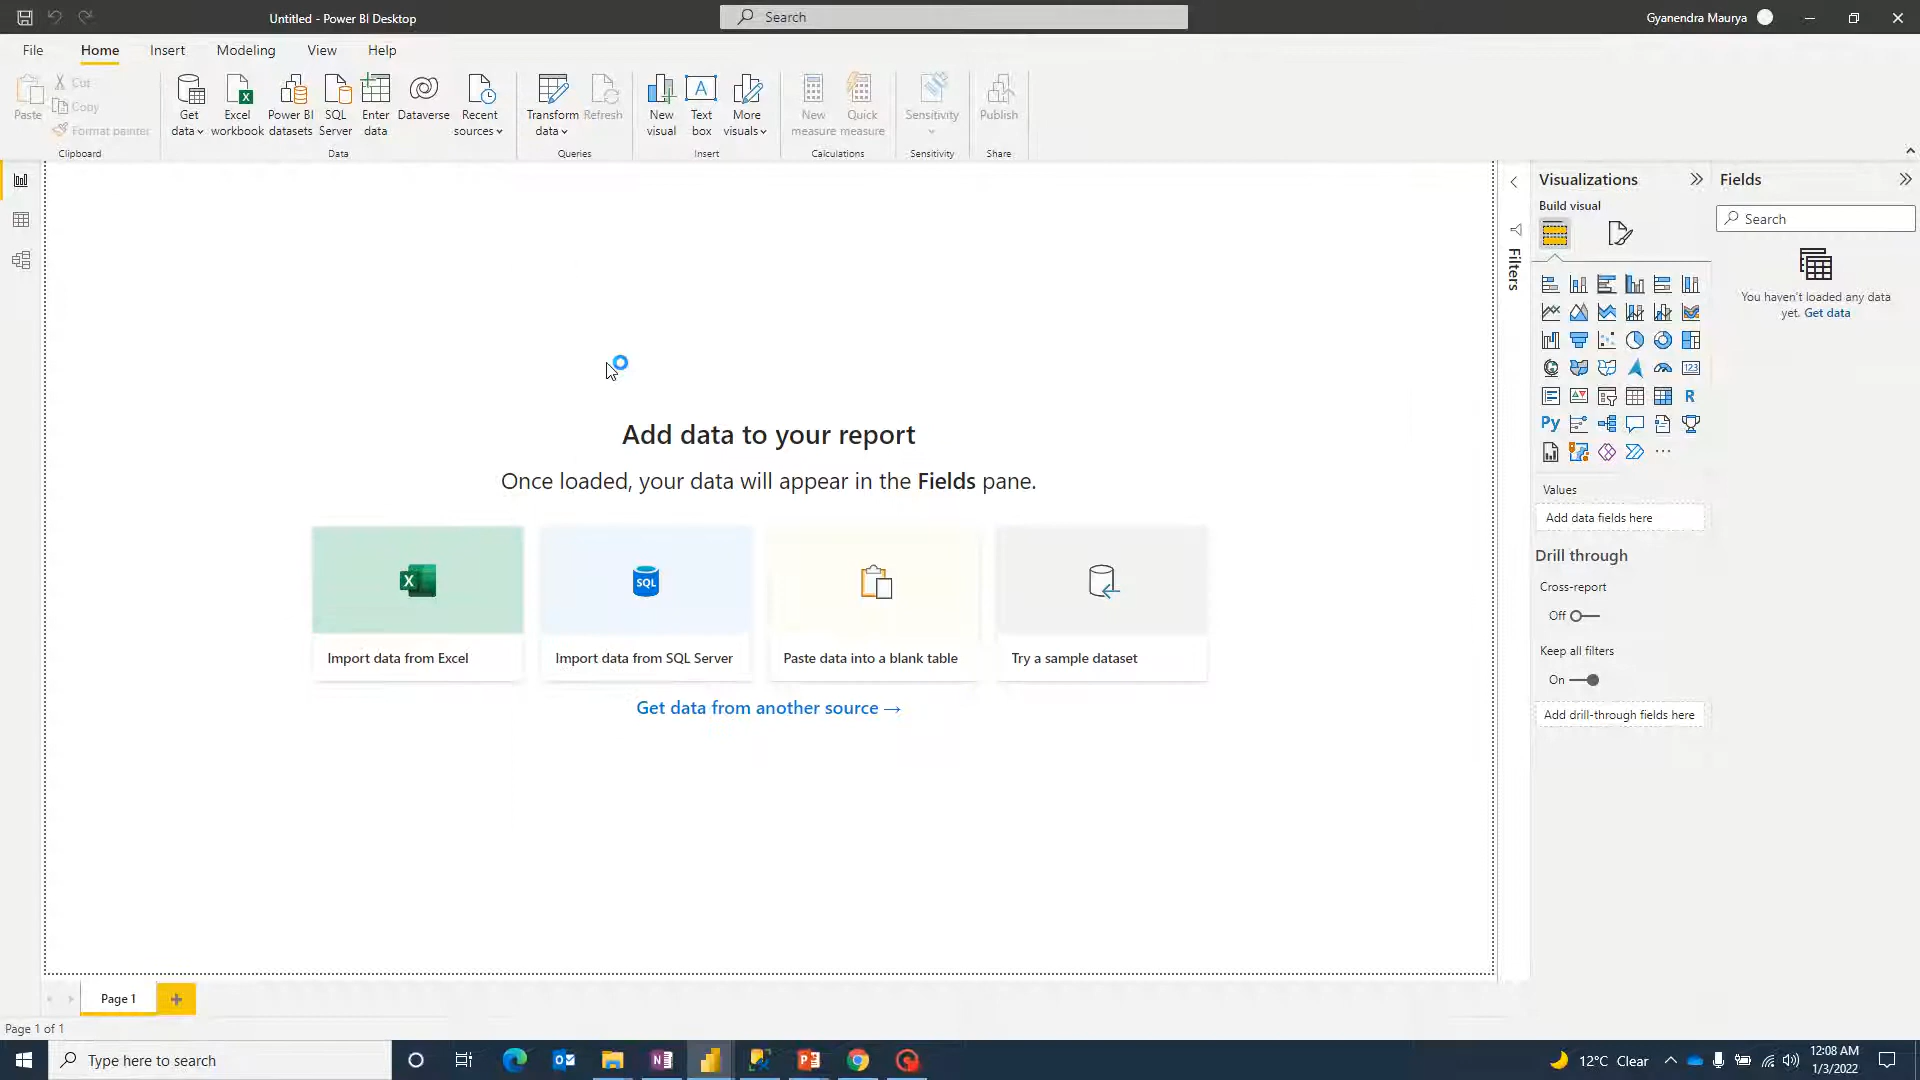 Untitled - Power BI Desktop
Search
Gyanendra Maurya
File Home Insert Modeling View Help
Paste
Cut
Copy
Format painter
Clipboard
Get data
Excel workbook
Power BI datasets
SQL Server
Enter data
Dataverse
Recent sources
Data
Transform data
Refresh
Queries
New visual
Text box
More visuals
Insert
New measure
Quick measure
Calculations
Sensitivity
Sensitivity
Publish
Share
Filters
Visualizations
Build visual
R
Py
123
...
Values
Add data fields here
Drill through
Cross-report
Off
Keep all filters
On
Add drill-through fields here
Fields
Search
You haven't loaded any data
yet. Get data
Add data to your report
Once loaded, your data will appear in the Fields pane.
X
SQL
Import data from Excel
Import data from SQL Server
Paste data into a blank table
Try a sample dataset
Get data from another source →
Page 1
+
Page 1 of 1
Type here to search
12°C Clear
12:08 AM
1/3/2022